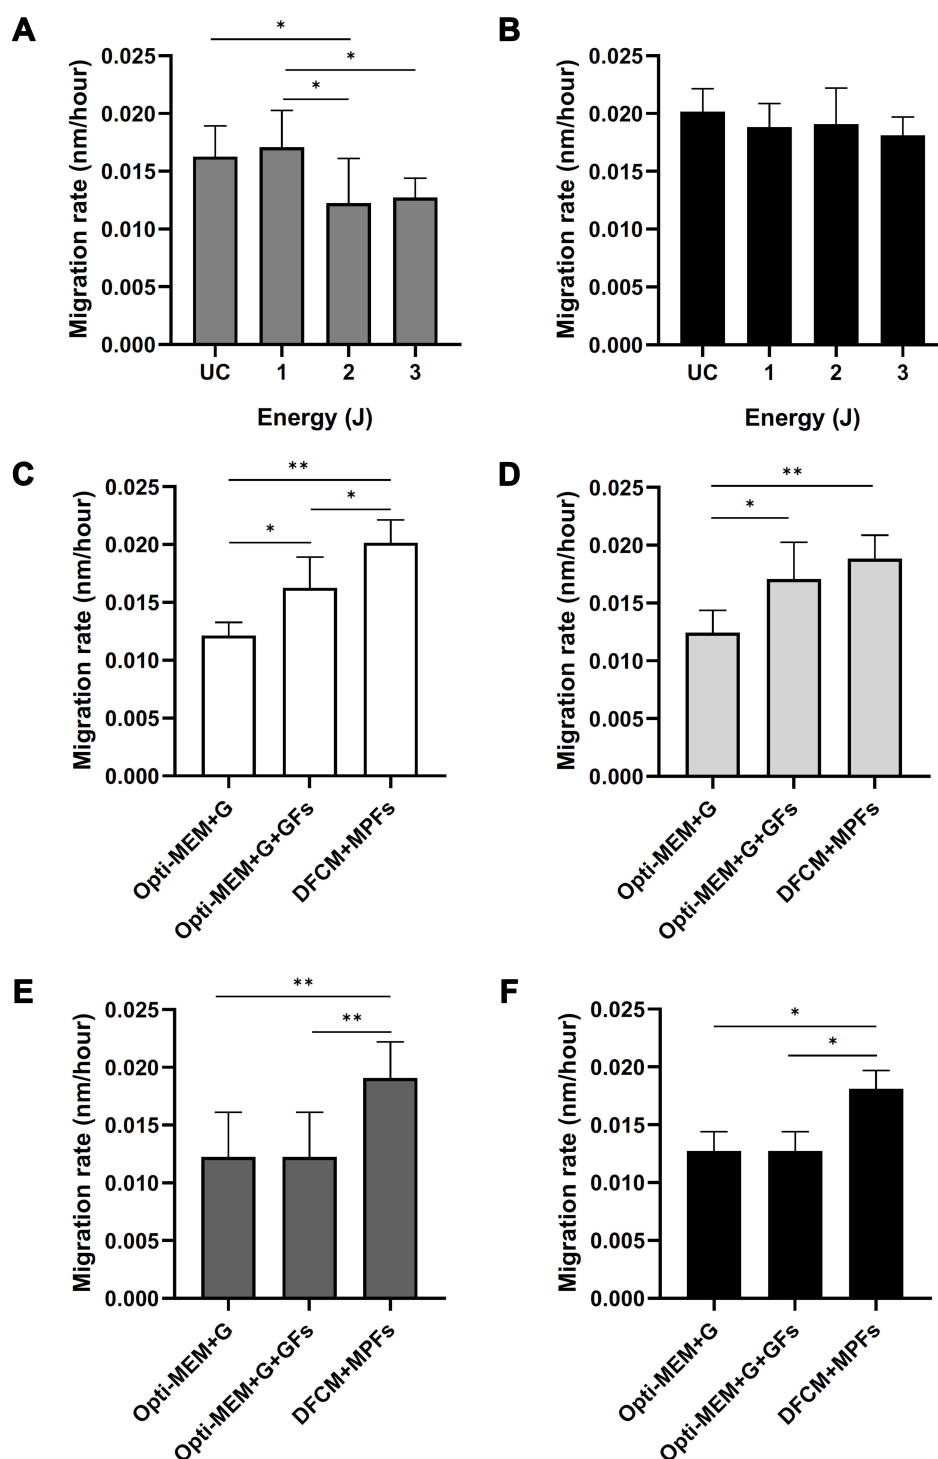 A
*
*
*
Migration rate (nm/hour)
0.025
0.020
0.015
0.010
0.005
0.000
UC 1 2 3
Energy (J)
B
Migration rate (nm/hour)
0.025
0.020
0.015
0.010
0.005
0.000
UC 1 2 3
Energy (J)
C
**
*
*
Migration rate (nm/hour)
0.025
0.020
0.015
0.010
0.005
0.000
Opti-MEM+G
Opti-MEM+G+GFs
DFCM+MPFs
D
**
*
Migration rate (nm/hour)
0.025
0.020
0.015
0.010
0.005
0.000
Opti-MEM+G
Opti-MEM+G+GFs
DFCM+MPFs
E
**
**
Migration rate (nm/hour)
0.025
0.020
0.015
0.010
0.005
0.000
Opti-MEM+G
Opti-MEM+G+GFs
DFCM+MPFs
F
*
*
Migration rate (nm/hour)
0.025
0.020
0.015
0.010
0.005
0.000
Opti-MEM+G
Opti-MEM+G+GFs
DFCM+MPFs